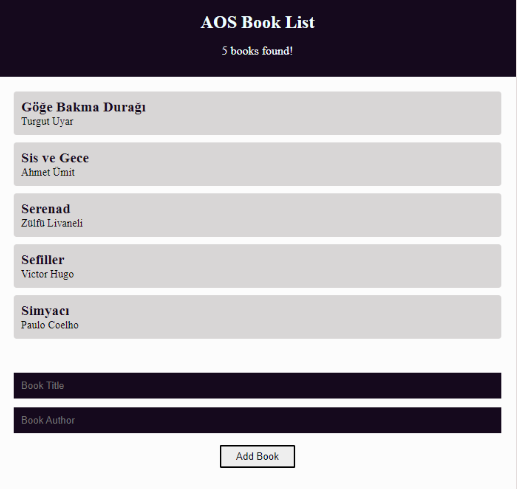 AOS Book List
5 books found!
Göğe Bakma Durağı
Turgut Uyar
Sis ve Gece
Ahmet Ümit
Serenad
Zülfü Livaneli
Sefiller
Victor Hugo
Simyacı
Paulo Coelho
Book Title
Book Author
Add Book